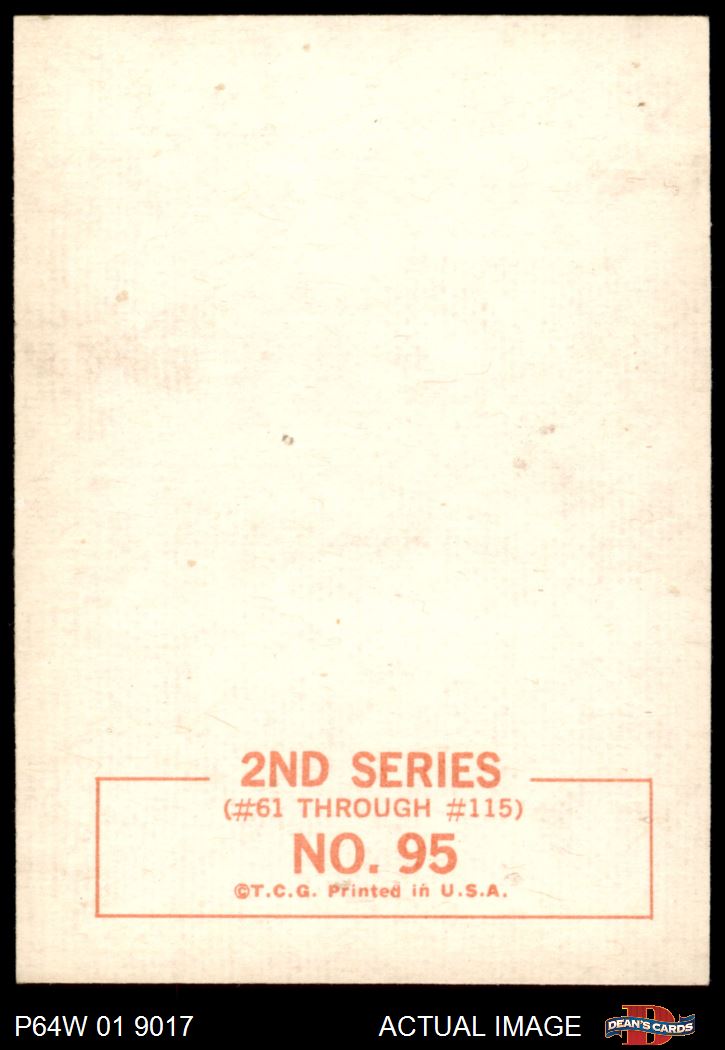 2ND SERIES
(#61 THROUGH #115)
NO. 95
©T.C.G. Printed in U.S.A.
P64W 01 9017 ACTUAL IMAGE DEAN'S CARDS